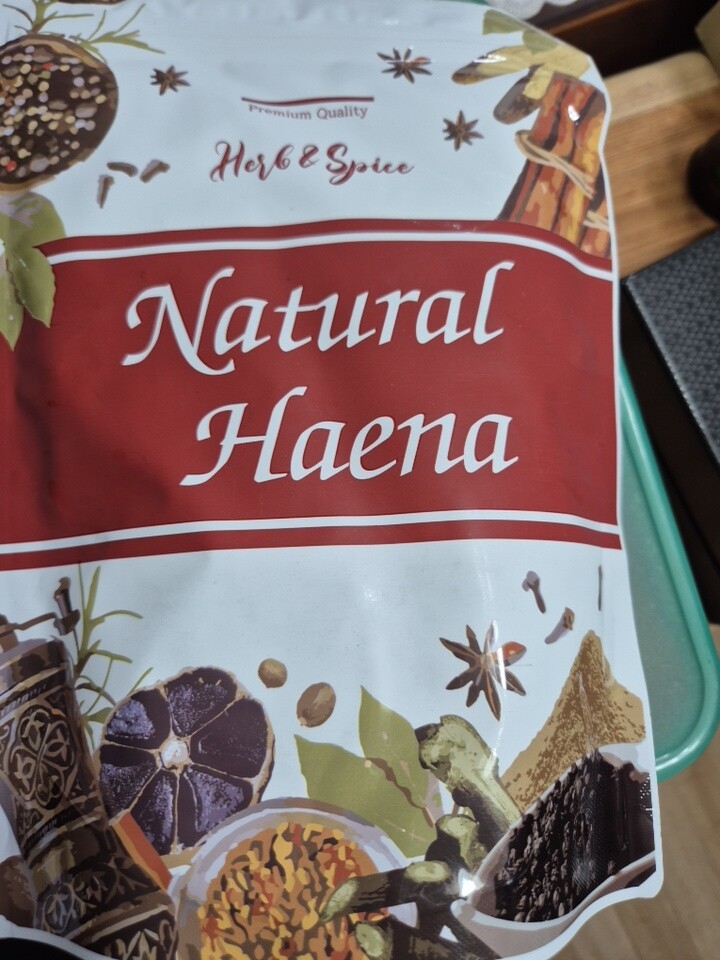 Premium Quality
Herb & Spice
Natural
Haena